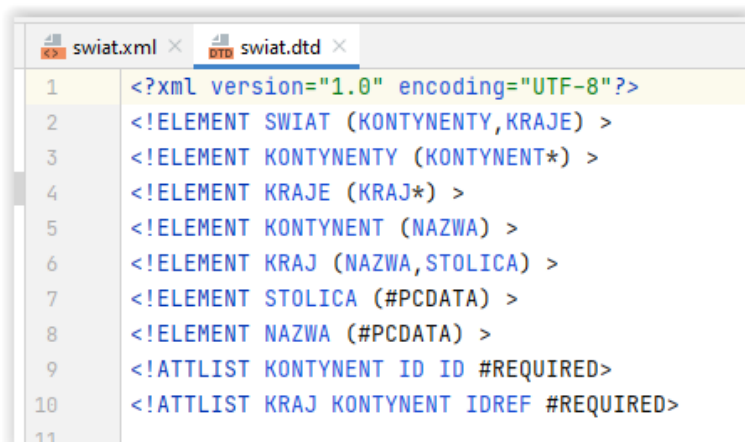 swiat.xml × swiat.dtd ×
1 <?xml version="1.0" encoding="UTF-8"?>
2 <!ELEMENT SWIAT (KONTYNENTY,KRAJE) >
3 <!ELEMENT KONTYNENTY (KONTYNENT*) >
4 <!ELEMENT KRAJE (KRAJ*) >
5 <!ELEMENT KONTYNENT (NAZWA) >
6 <!ELEMENT KRAJ (NAZWA,STOLICA) >
7 <!ELEMENT STOLICA (#PCDATA) >
8 <!ELEMENT NAZWA (#PCDATA) >
9 <!ATTLIST KONTYNENT ID ID #REQUIRED>
10 <!ATTLIST KRAJ KONTYNENT IDREF #REQUIRED>
11